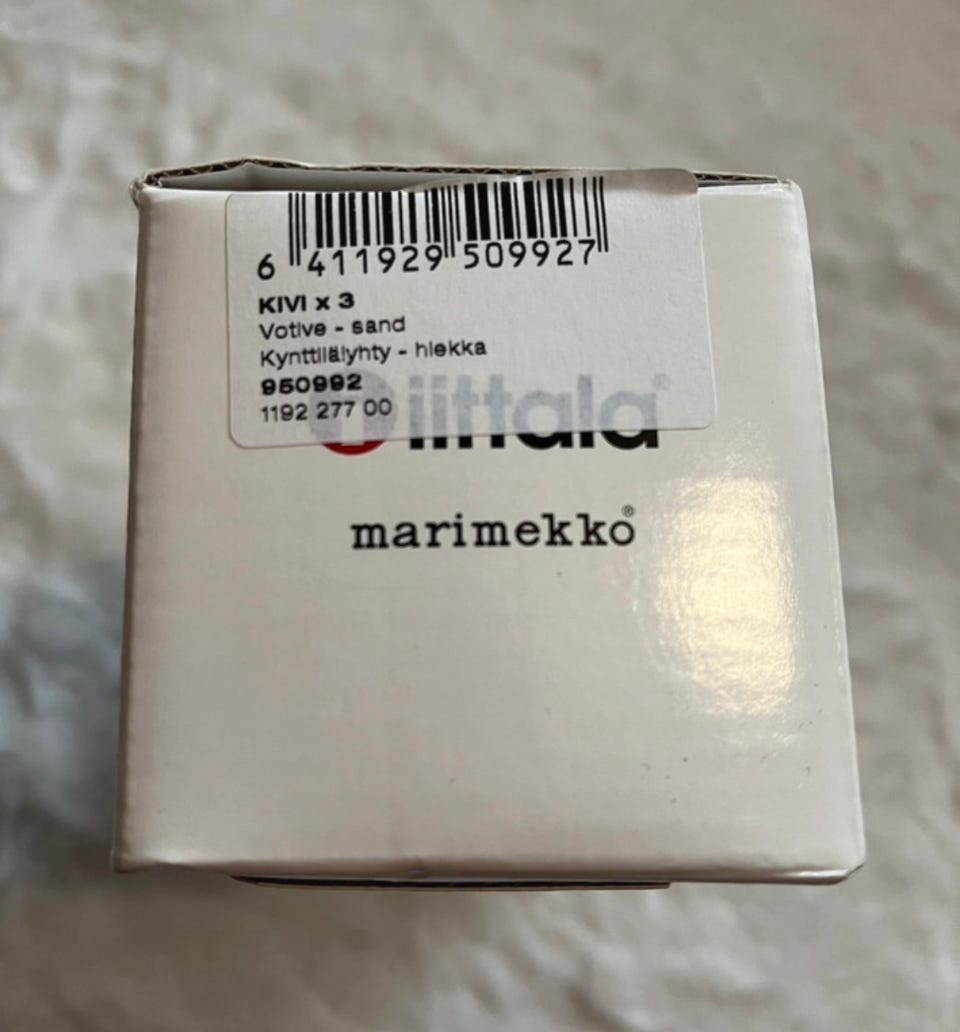 6 411929 509927
KIVI x 3
Votive - sand
Kynttilälyhty - hiekka
950992
1192 277 00
iittala®
marimekko®